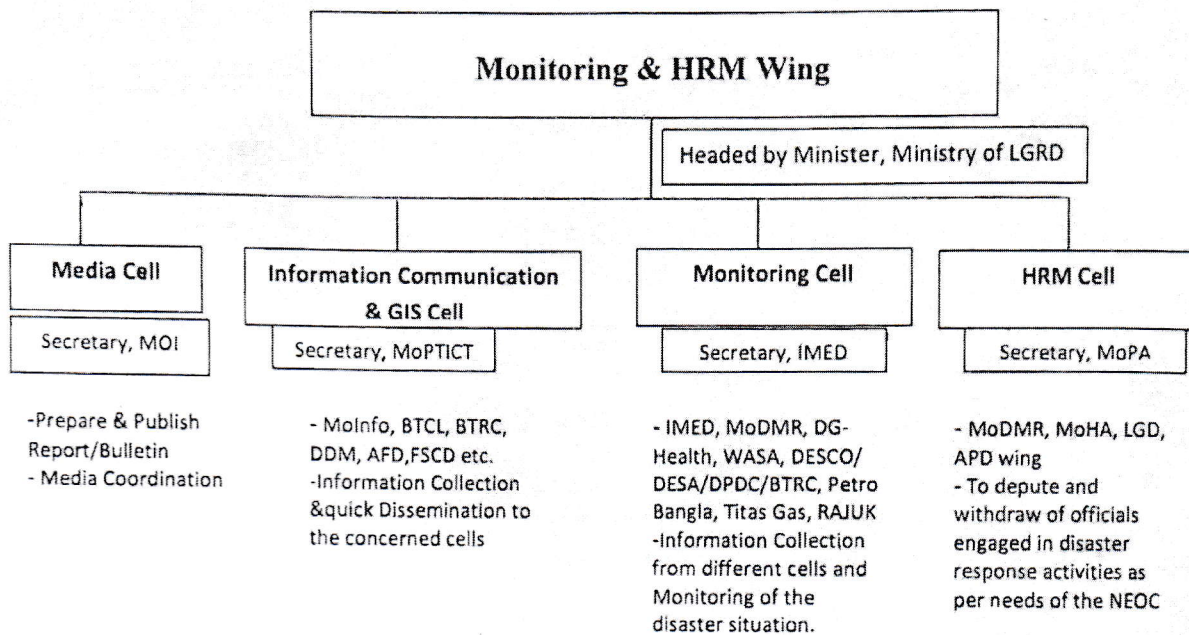 Monitoring & HRM Wing
Headed by Minister, Ministry of LGRD
Media Cell
Secretary, MOI
-Prepare & Publish
Report/Bulletin
- Media Coordination
Information Communication
& GIS Cell
Secretary, MoPTICT
- MoInfo, BTCL, BTRC,
DDM, AFD,FSCD etc.
-Information Collection
&quick Dissemination to
the concerned cells
Monitoring Cell
Secretary, IMED
- IMED, MoDMR, DG-
Health, WASA, DESCO/
DESA/DPDC/BTRC, Petro
Bangla, Titas Gas, RAJUK
-Information Collection
from different cells and
Monitoring of the
disaster situation.
HRM Cell
Secretary, MoPA
- MoDMR, MoHA, LGD,
APD wing
- To depute and
withdraw of officials
engaged in disaster
response activities as
per needs of the NEOC